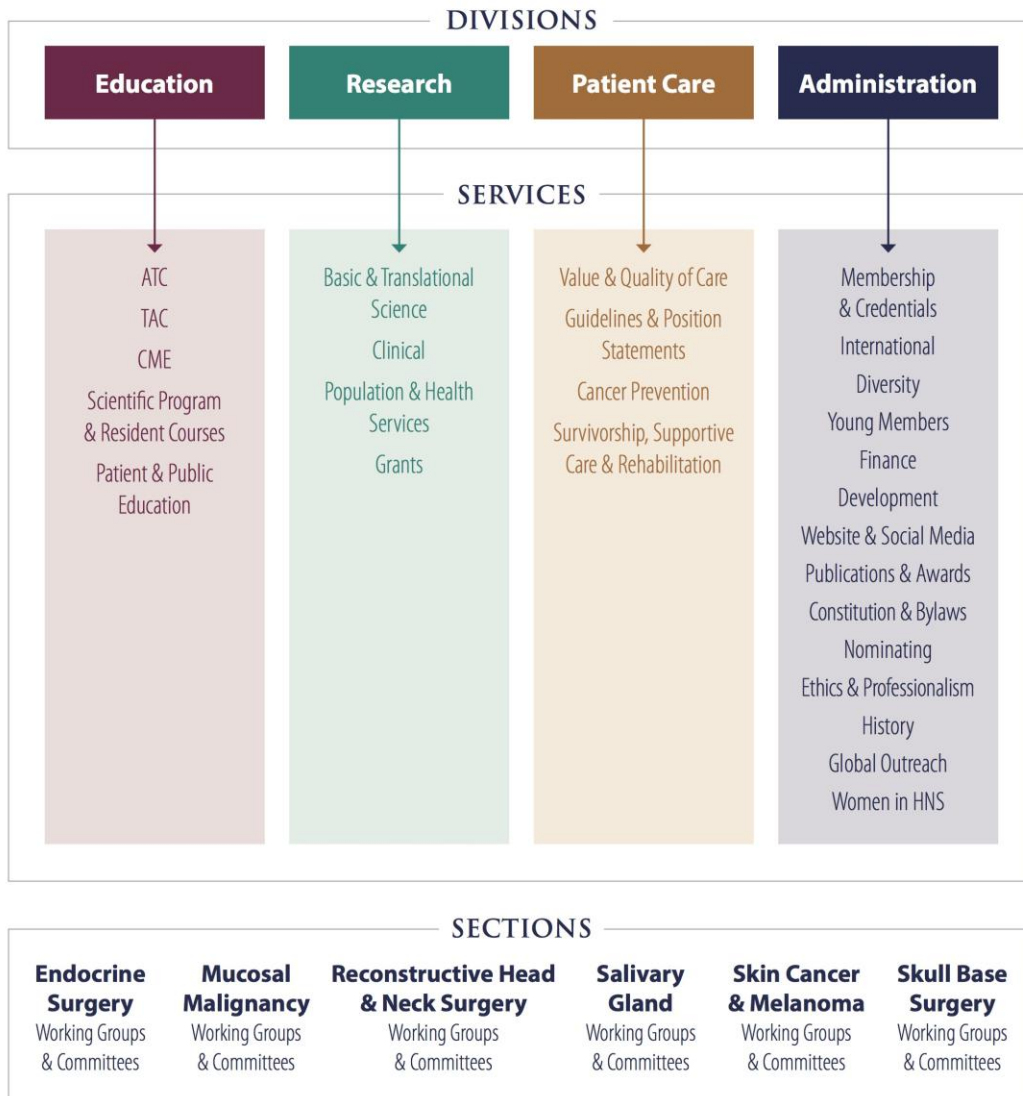 DIVISIONS
Education
Research
Patient Care
Administration
SERVICES
ATC
TAC
CME
Scientific Program
& Resident Courses
Patient & Public
Education
Basic & Translational
Science
Clinical
Population & Health
Services
Grants
Value & Quality of Care
Guidelines & Position
Statements
Cancer Prevention
Survivorship, Supportive
Care & Rehabilitation
Membership
& Credentials
International
Diversity
Young Members
Finance
Development
Website & Social Media
Publications & Awards
Constitution & Bylaws
Nominating
Ethics & Professionalism
History
Global Outreach
Women in HNS
SECTIONS
Endocrine
Surgery
Working Groups
& Committees
Mucosal
Malignancy
Working Groups
& Committees
Reconstructive Head
& Neck Surgery
Working Groups
& Committees
Salivary
Gland
Working Groups
& Committees
Skin Cancer
& Melanoma
Working Groups
& Committees
Skull Base
Surgery
Working Groups
& Committees